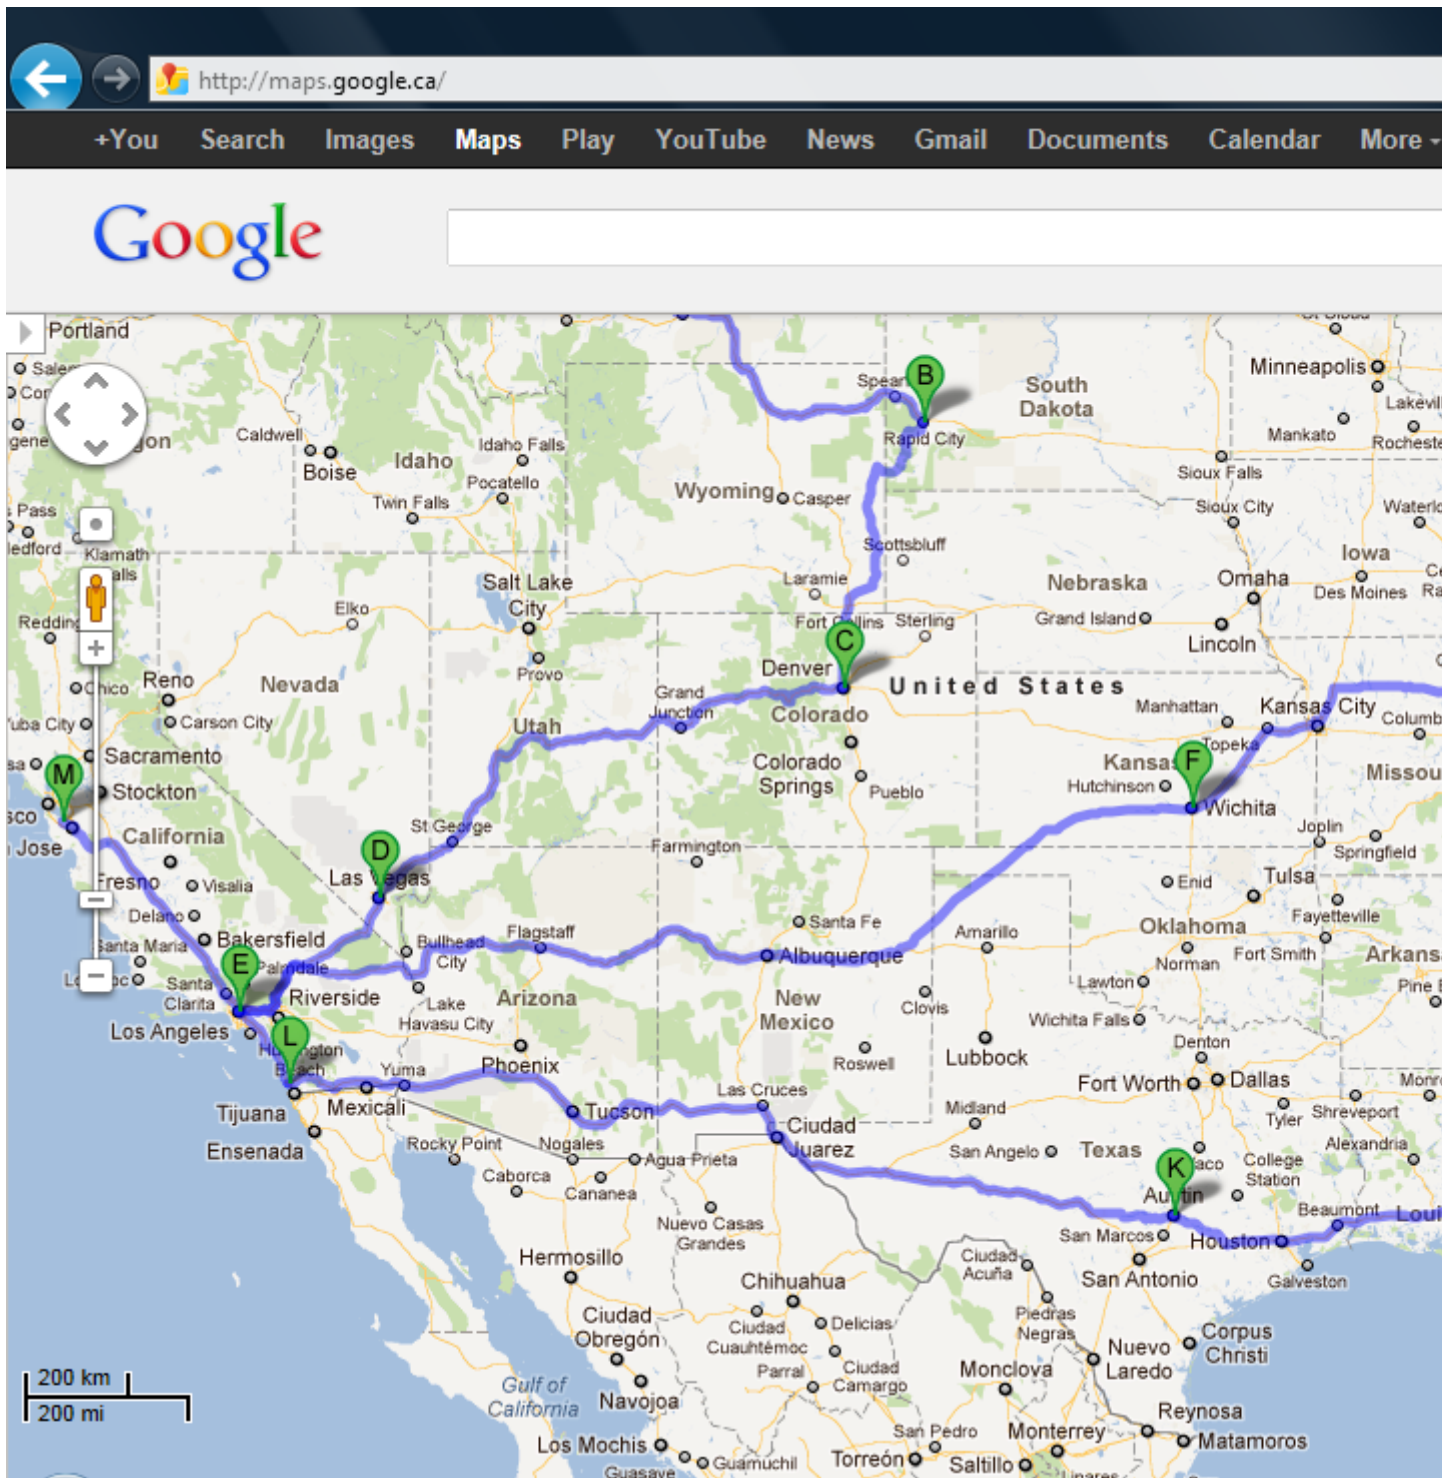 http://maps.google.ca/
+You Search Images Maps Play YouTube News Gmail Documents Calendar More
Google
Portland
Minneapolis
B
South
Dakota
Rapid City
Caldwell
Boise
Idaho
Idaho Falls
Pocatello
Twin Falls
Wyoming
Casper
Mankato
Sioux Falls
Sioux City
Klamath
Scottsbluff
Iowa
Nebraska
Omaha
Des Moines
Salt Lake
City
Laramie
Elko
Fort Collins
Sterling
Grand Island
Lincoln
C
Provo
Denver
Chico
Reno
Nevada
Grand
Junction
United States
Colorado
Manhattan
Kansas City
Carson City
Utah
Topeka
Sacramento
Colorado
Springs
Kansas
F
M
Stockton
Pueblo
Hutchinson
Wichita
California
St George
Farmington
Joplin
Springfield
D
Las Vegas
Fresno
Visalia
Enid
Tulsa
Delano
Santa Fe
Fayetteville
Santa Maria
Bakersfield
Bullhead
City
Flagstaff
Amarillo
Oklahoma
Albuquerque
Norman
Fort Smith
E
Palmdale
Santa
Clarita
Riverside
Lake
Havasu City
Arizona
New
Mexico
Clovis
Lawton
Wichita Falls
Los Angeles
L
Huntington
Beach
Phoenix
Roswell
Lubbock
Denton
Yuma
Fort Worth
Dallas
Las Cruces
Tijuana
Mexicali
Tucson
Midland
Tyler
Shreveport
Ensenada
Rocky Point
Nogales
Agua Prieta
Ciudad
Juarez
San Angelo
Texas
Alexandria
K
College
Station
Caborca
Cananea
Austin
Beaumont
Nuevo Casas
Grandes
San Marcos
Houston
Hermosillo
Ciudad
Acuña
San Antonio
Galveston
Chihuahua
Piedras
Negras
Ciudad
Obregón
Ciudad
Cuauhtémoc
Delicias
Nuevo
Laredo
Corpus
Christi
Parral
Ciudad
Camargo
Monclova
200 km
200 mi
Gulf of
California
Navojoa
Reynosa
San Pedro
Monterrey
Matamoros
Los Mochis
Guamuchil
Torreón
Saltillo
Guasave